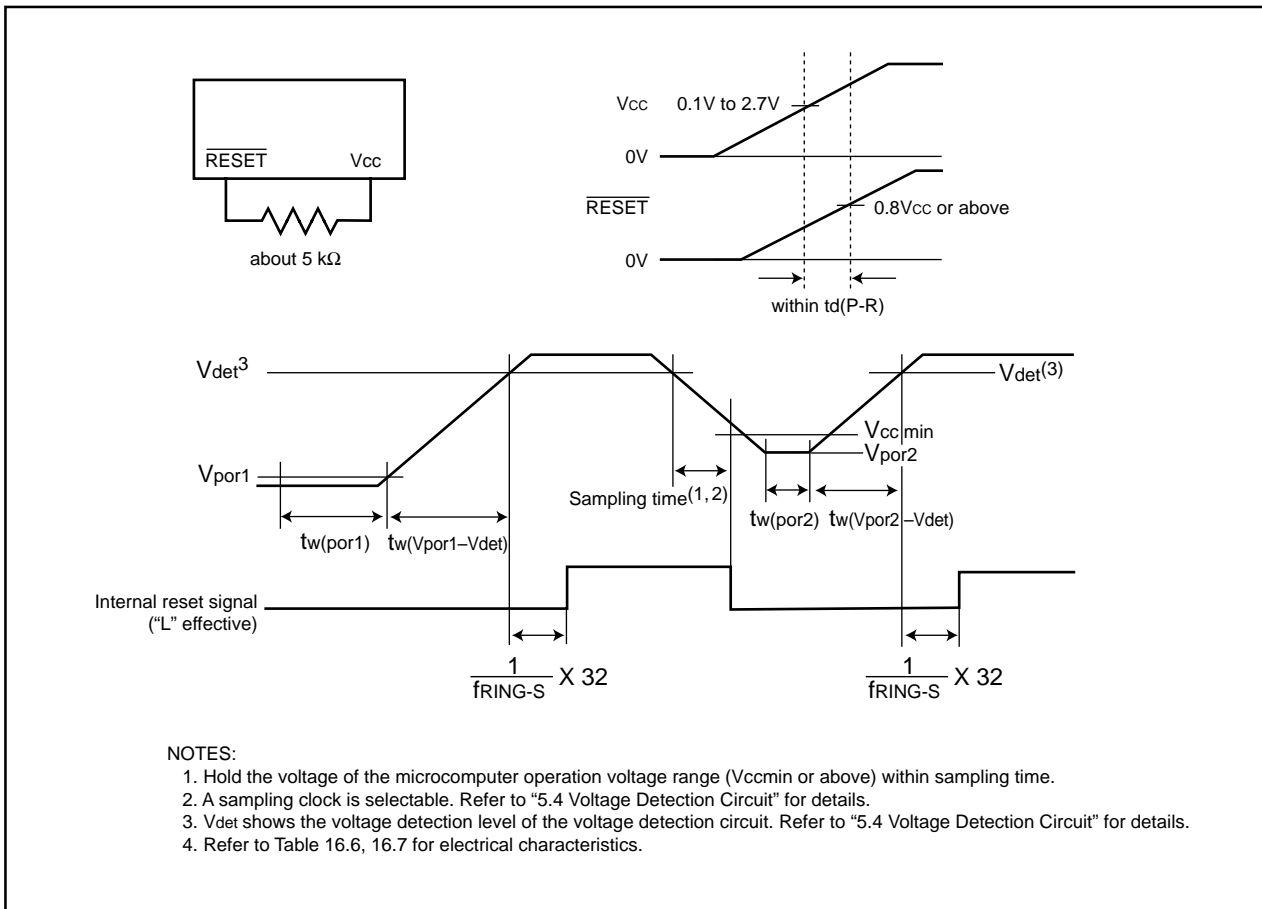 RESET Vcc
about 5 kΩ
Vcc 0.1V to 2.7V
0V
RESET
0.8Vcc or above
0V
within td(P-R)
Vdet3
Vdet(3)
Vcc min
Vpor2
Vpor1
Sampling time(1, 2)
tw(por1) tw(Vpor1–Vdet) tw(por2) tw(Vpor2 –Vdet)
Internal reset signal
(“L” effective)
1
fRING-S
X 32
1
fRING-S
X 32
NOTES:
1. Hold the voltage of the microcomputer operation voltage range (Vccmin or above) within sampling time.
2. A sampling clock is selectable. Refer to “5.4 Voltage Detection Circuit” for details.
3. Vdet shows the voltage detection level of the voltage detection circuit. Refer to “5.4 Voltage Detection Circuit” for details.
4. Refer to Table 16.6, 16.7 for electrical characteristics.